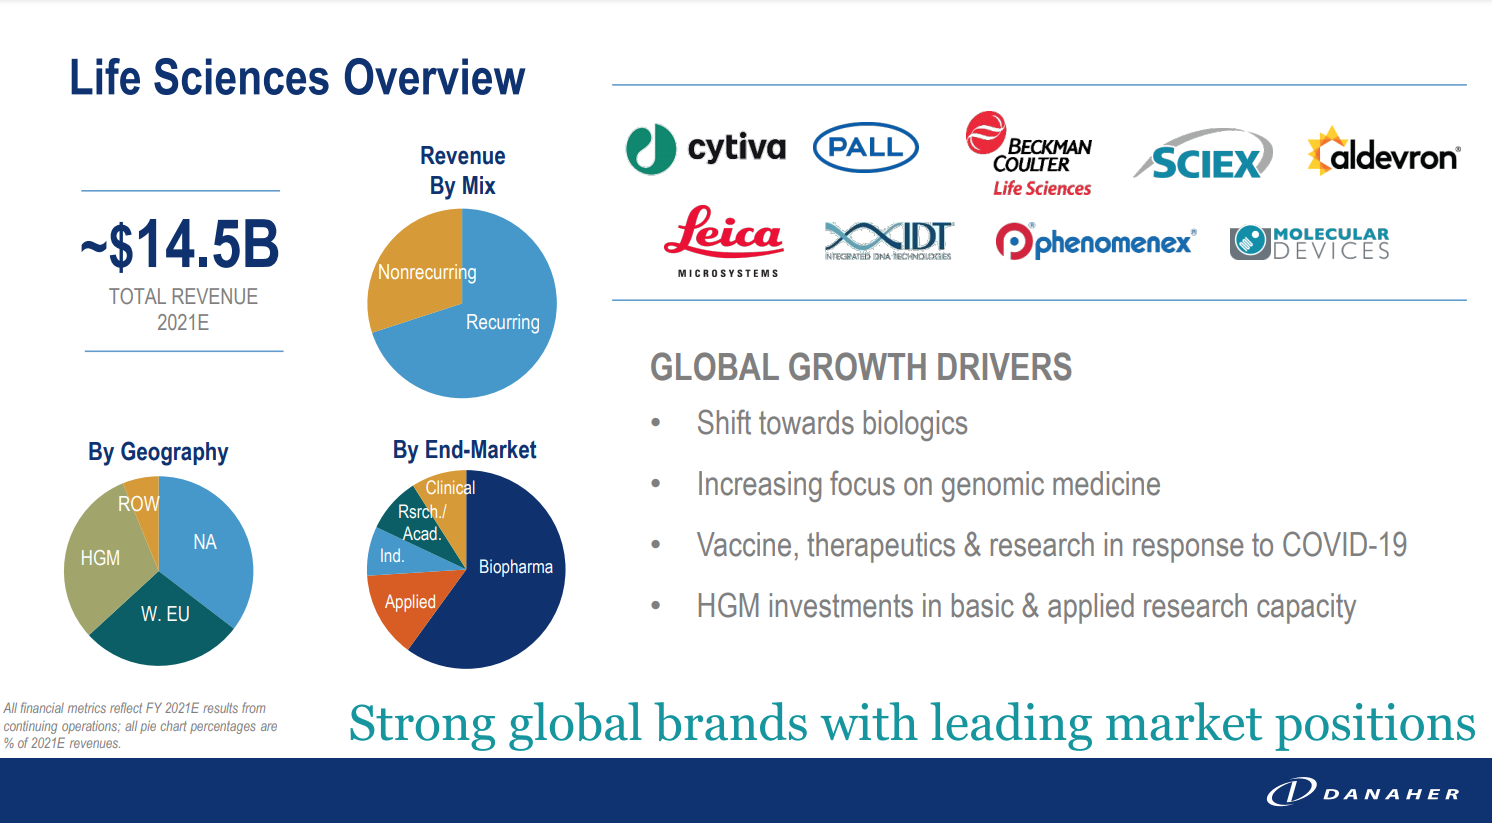 Life Sciences Overview
~$14.5B
TOTAL REVENUE
2021E
Revenue
By Mix
Nonrecurring
Recurring
By Geography
ROW
NA
HGM
W. EU
By End-Market
Clinical
Rsrch./
Acad.
Ind.
Biopharma
Applied
cytiva
PALL
BECKMAN
COULTER
Life Sciences
SCIEX
aldevron®
Leica
MICROSYSTEMS
IDT
INTEGRATED DNA TECHNOLOGIES
phenomenex®
MOLECULAR
DEVICES
GLOBAL GROWTH DRIVERS
• Shift towards biologics
• Increasing focus on genomic medicine
• Vaccine, therapeutics & research in response to COVID-19
• HGM investments in basic & applied research capacity
All financial metrics reflect FY 2021E results from
continuing operations; all pie chart percentages are
% of 2021E revenues.
Strong global brands with leading market positions
DANAHER